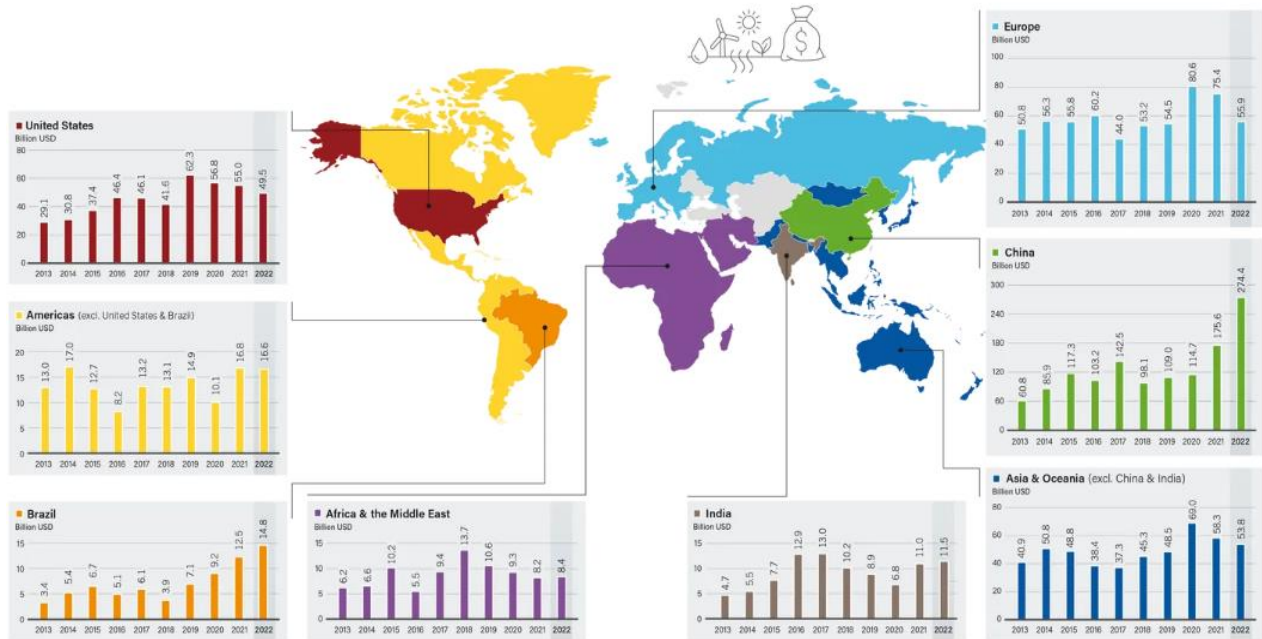 Europe
Billion USD
100
80
60
40
20
0
50.8 56.3 55.8 60.2 44.0 53.2 54.5 80.6 75.4 55.9
2013 2014 2015 2016 2017 2018 2019 2020 2021 2022
United States
Billion USD
80
60
40
20
0
29.1 30.8 37.4 46.4 46.1 41.6 62.3 56.8 55.0 49.5
2013 2014 2015 2016 2017 2018 2019 2020 2021 2022
China
Billion USD
300
240
180
120
60
0
60.8 85.9 117.3 103.2 142.5 98.1 109.0 114.7 175.6 274.4
2013 2014 2015 2016 2017 2018 2019 2020 2021 2022
Americas (excl. United States & Brazil)
Billion USD
20
15
10
5
0
13.0 17.0 12.7 8.2 13.2 13.1 14.9 10.1 16.8 16.6
2013 2014 2015 2016 2017 2018 2019 2020 2021 2022
Asia & Oceania (excl. China & India)
Billion USD
80
60
40
20
0
40.9 50.8 48.8 38.4 37.3 45.3 48.5 69.0 58.3 53.8
2013 2014 2015 2016 2017 2018 2019 2020 2021 2022
Brazil
Billion USD
15
10
5
0
3.4 5.4 6.7 5.1 6.1 3.9 7.1 9.2 12.5 14.8
2013 2014 2015 2016 2017 2018 2019 2020 2021 2022
Africa & the Middle East
Billion USD
15
10
5
0
6.2 6.6 10.2 5.5 9.4 13.7 10.6 9.3 8.2 8.4
2013 2014 2015 2016 2017 2018 2019 2020 2021 2022
India
Billion USD
15
10
5
0
4.7 5.5 7.7 12.9 13.0 10.2 8.9 6.8 11.0 11.5
2013 2014 2015 2016 2017 2018 2019 2020 2021 2022
$